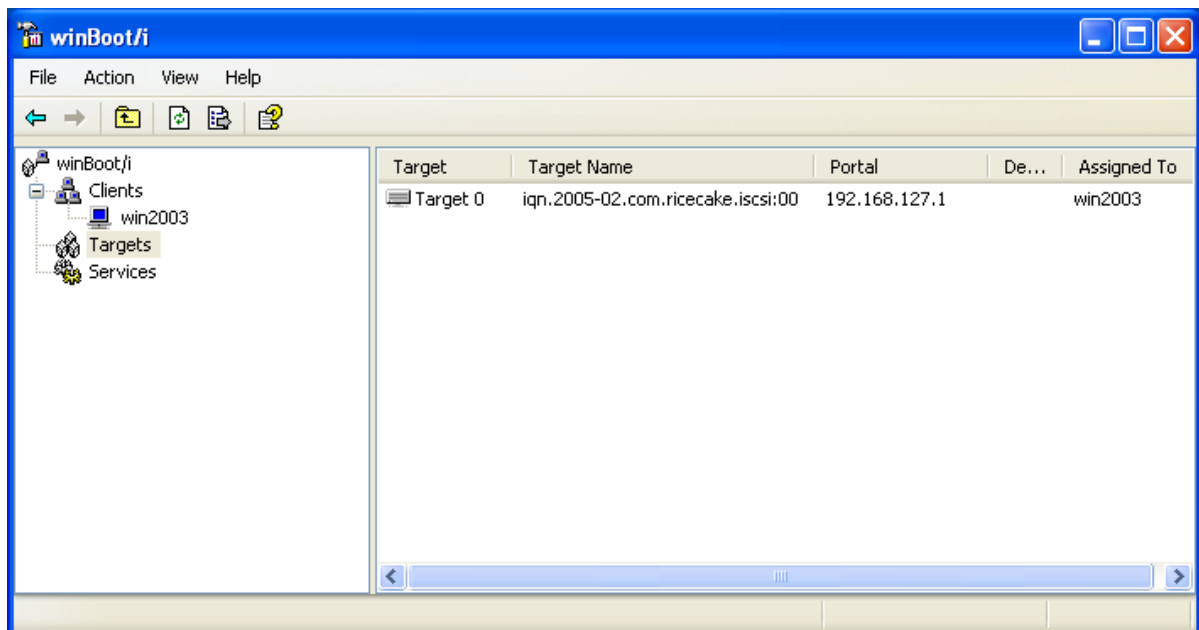 winBoot/i
File Action View Help
winBoot/i
Clients
win2003
Targets
Services
Target Target Name Portal De... Assigned To
Target 0 iqn.2005-02.com.ricecake.iscsi:00 192.168.127.1 win2003